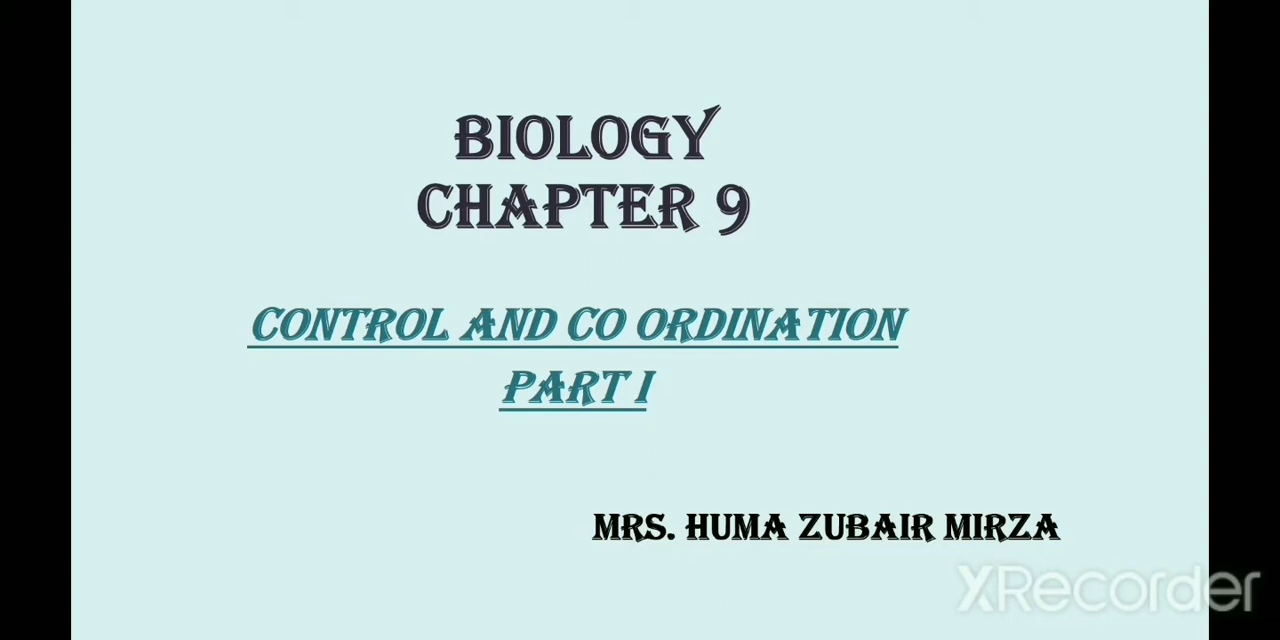 BIOLOGY
CHAPTER 9
CONTROL AND CO ORDINATION
PART I
MRS. HUMA ZUBAIR MIRZA
XRecorder